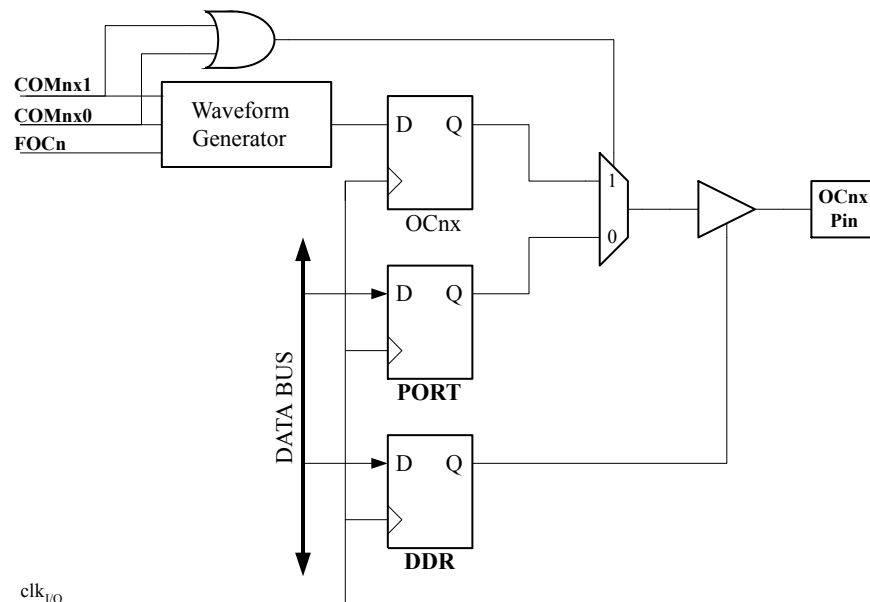 COMnx1
COMnx0
FOCn
Waveform
Generator
D Q
OCnx
1
0
OCnx
Pin
D Q
PORT
DATA BUS
D Q
DDR
clkI/O